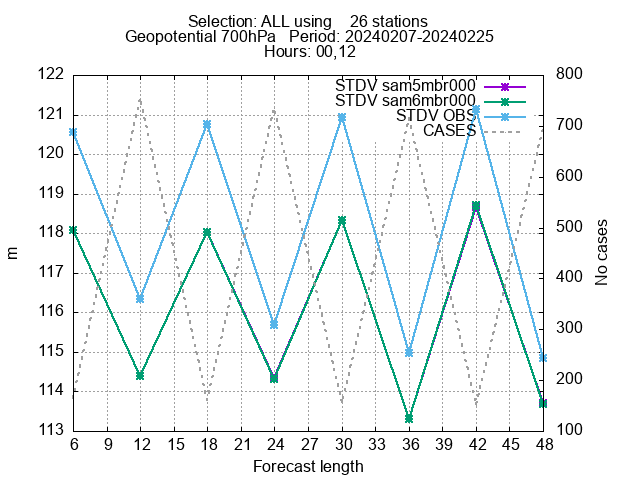 Selection: ALL using    26 stations
Geopotential 700hPa   Period: 20240207-20240225
Hours: 00,12
STDV sam5mbr000
STDV sam6mbr000
STDV OBS
CASES
122
121
120
119
118
117
116
115
114
113
800
700
600
500
400
300
200
100
m
No cases
6 9 12 15 18 21 24 27 30 33 36 39 42 45 48
Forecast length